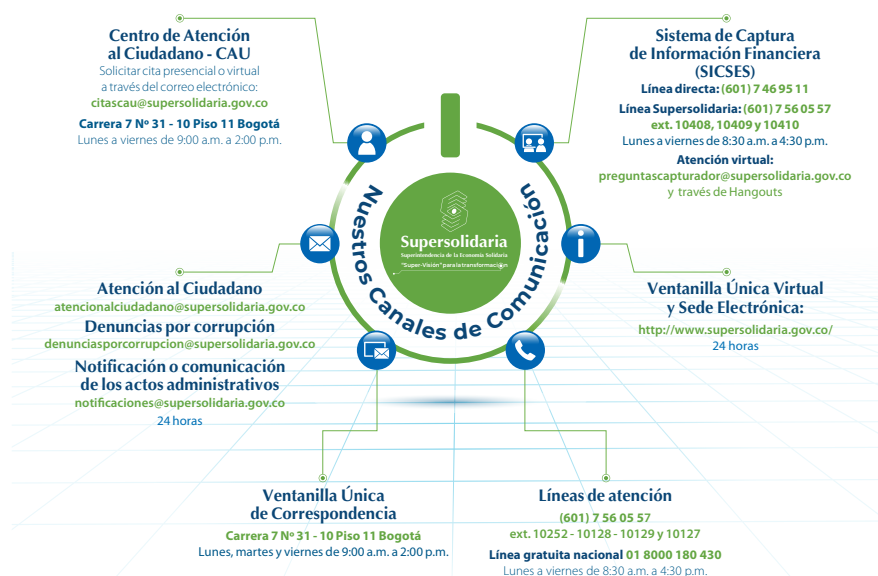 Centro de Atención
al Ciudadano - CAU
Solicitar cita presencial o virtual
a través del correo electrónico:
citascau@supersolidaria.gov.co
Carrera 7 Nº 31 - 10 Piso 11 Bogotá
Lunes a viernes de 9:00 a.m. a 2:00 p.m.
Sistema de Captura
de Información Financiera
(SICSES)
Línea directa: (601) 7 46 95 11
Línea Supersolidaria: (601) 7 56 05 57
ext. 10408, 10409 y 10410
Lunes a viernes de 8:30 a.m. a 4:30 p.m.
Atención virtual:
preguntascapturador@supersolidaria.gov.co
y través de Hangouts
Nuestros Canales de Comunicación
Supersolidaria
Superintendencia de la Economía Solidaria
"Super-Visión" para la transformación
Atención al Ciudadano
atencionalciudadano@supersolidaria.gov.co
Denuncias por corrupción
denunciasporcorrupcion@supersolidaria.gov.co
Notificación o comunicación
de los actos administrativos
notificaciones@supersolidaria.gov.co
24 horas
Ventanilla Única Virtual
y Sede Electrónica:
http://www.supersolidaria.gov.co/
24 horas
Ventanilla Única
de Correspondencia
Carrera 7 Nº 31 - 10 Piso 11 Bogotá
Lunes, martes y viernes de 9:00 a.m. a 2:00 p.m.
Líneas de atención
(601) 7 56 05 57
ext. 10252 - 10128 - 10129 y 10127
Línea gratuita nacional 01 8000 180 430
Lunes a viernes de 8:30 a.m. a 4:30 p.m.